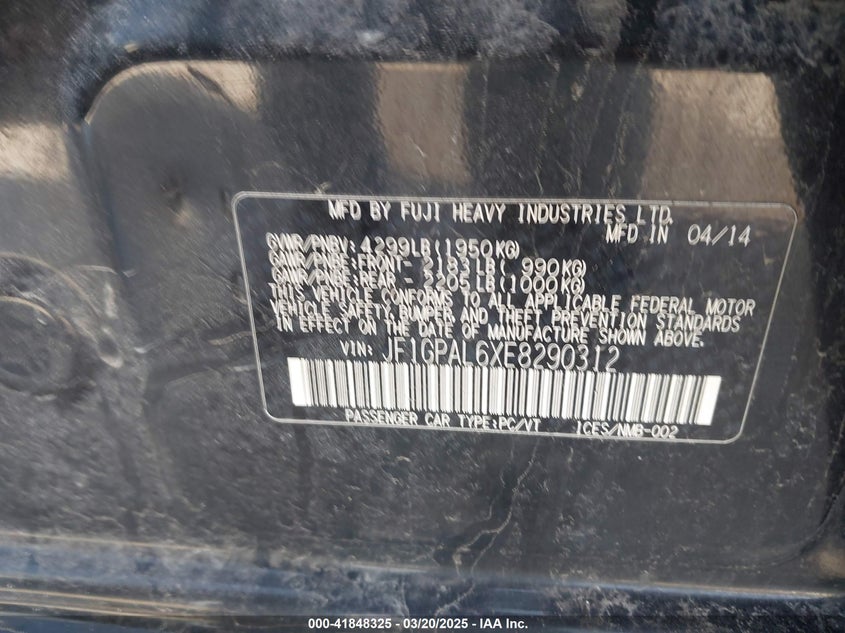 MFD BY FUJI HEAVY INDUSTRIES LTD.
MFD IN 04/14
GVWR/PNBV: 4299LB(1950KG)
GAWR/PNBE:FRONT- 2183LB( 990KG)
GAWR/PNBE:REAR - 2205LB(1000KG)
THIS VEHICLE CONFORMS TO ALL APPLICABLE FEDERAL MOTOR
VEHICLE SAFETY,BUMPER AND THEFT PREVENTION STANDARDS
IN EFFECT ON THE DATE OF MANUFACTURE SHOWN ABOVE.
VIN: JF1GPAL6XE8290312
PASSENGER CAR TYPE:PC/VT ICES/NMB-002
000-41848325 - 03/20/2025 - IAA Inc.